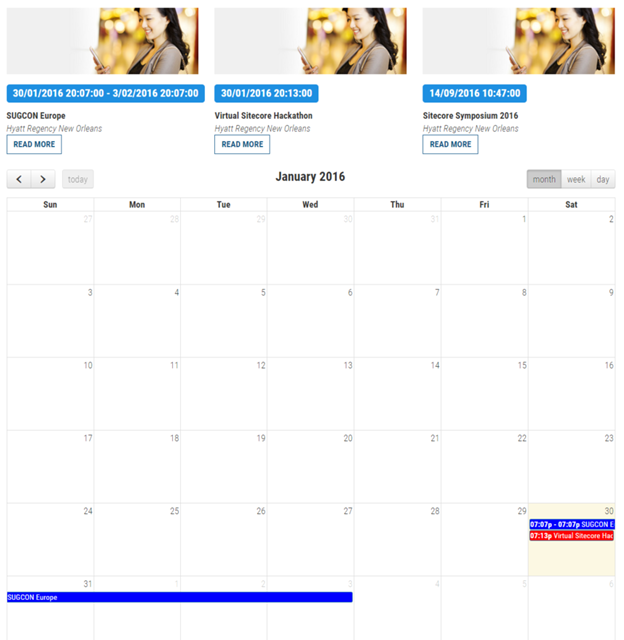 30/01/2016 20:07:00 - 3/02/2016 20:07:00
SUGCON Europe
Hyatt Regency New Orleans
READ MORE
30/01/2016 20:13:00
Virtual Sitecore Hackathon
Hyatt Regency New Orleans
READ MORE
14/09/2016 10:47:00
Sitecore Symposium 2016
Hyatt Regency New Orleans
READ MORE
today
January 2016
month week day
Sun Mon Tue Wed Thu Fri Sat
27 28 29 30 31 1 2
3 4 5 6 7 8 9
10 11 12 13 14 15 16
17 18 19 20 21 22 23
24 25 26 27 28 29 30
07:07p - 07:07p SUGCON E
07:13p Virtual Sitecore Hac
31 1 2 3 4 5 6
SUGCON Europe